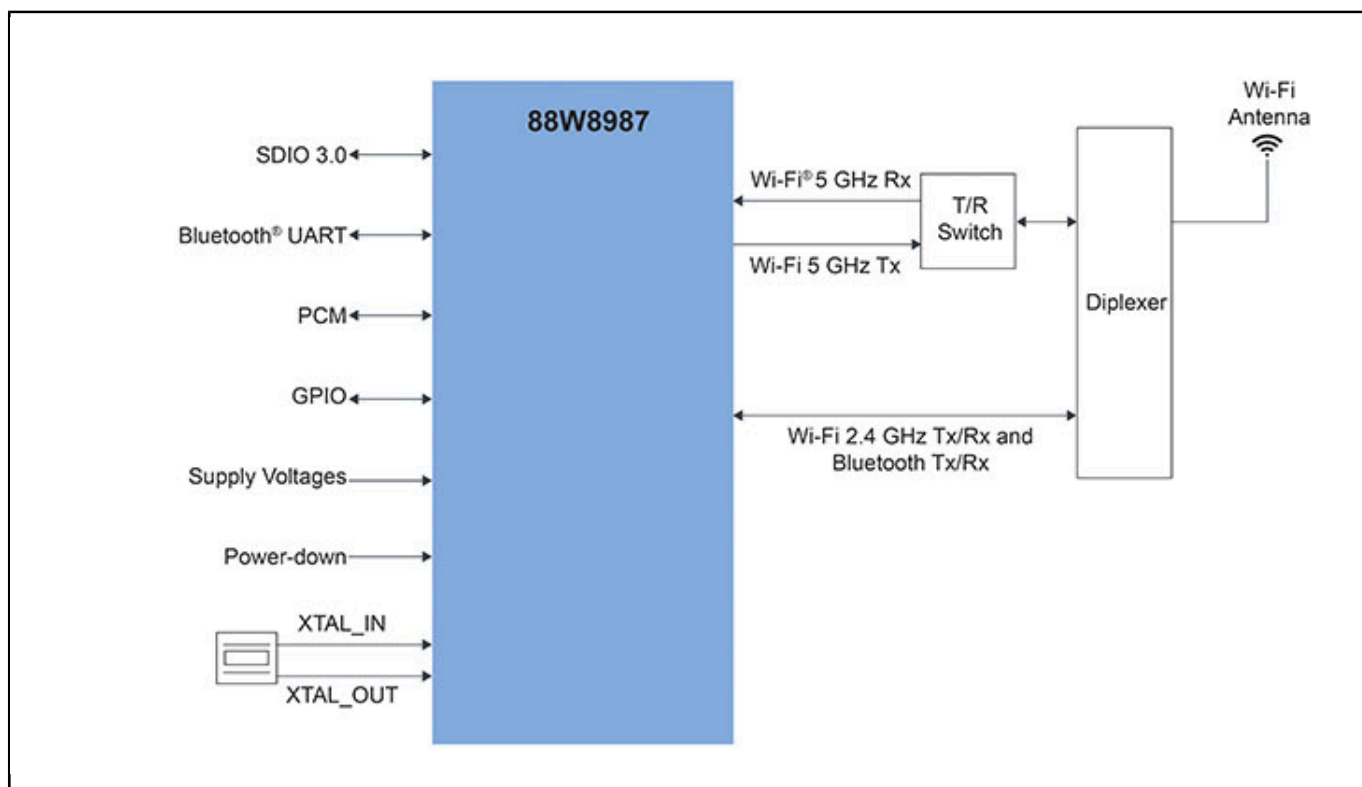 88W8987
SDIO 3.0
Bluetooth® UART
PCM
GPIO
Supply Voltages
Power-down
XTAL_IN
XTAL_OUT
Wi-Fi® 5 GHz Rx
Wi-Fi 5 GHz Tx
T/R
Switch
Wi-Fi 2.4 GHz Tx/Rx and
Bluetooth Tx/Rx
Diplexer
Wi-Fi
Antenna